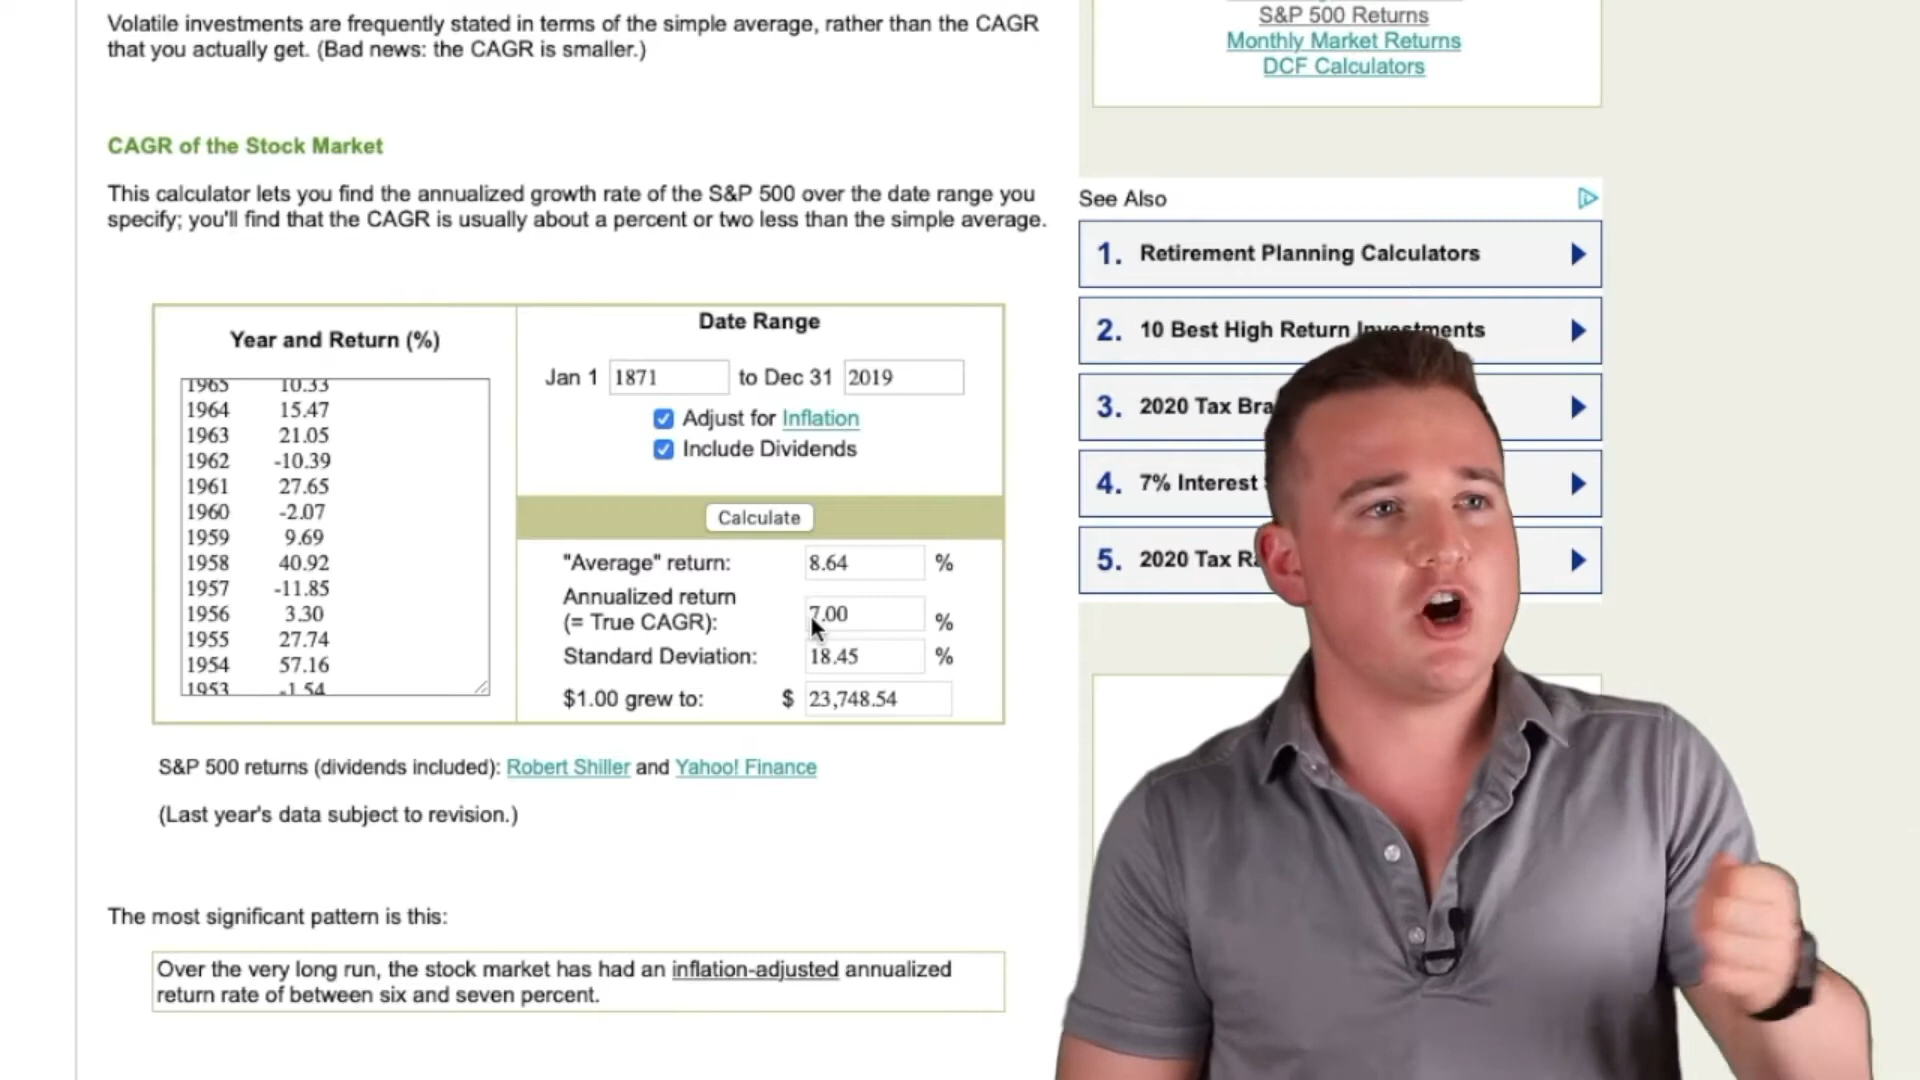 Volatile investments are frequently stated in terms of the simple average, rather than the CAGR
that you actually get. (Bad news: the CAGR is smaller.)
CAGR of the Stock Market
This calculator lets you find the annualized growth rate of the S&P 500 over the date range you
specify; you'll find that the CAGR is usually about a percent or two less than the simple average.
Year and Return (%)
1965 10.33
1964 15.47
1963 21.05
1962 -10.39
1961 27.65
1960 -2.07
1959 9.69
1958 40.92
1957 -11.85
1956 3.30
1955 27.74
1954 57.16
1953 -1.54
Date Range
Jan 1 1871 to Dec 31 2019
Adjust for Inflation
Include Dividends
Calculate
"Average" return: 8.64 %
Annualized return
(= True CAGR): 7.00 %
Standard Deviation: 18.45 %
$1.00 grew to: $ 23,748.54
S&P 500 returns (dividends included): Robert Shiller and Yahoo! Finance
(Last year's data subject to revision.)
The most significant pattern is this:
Over the very long run, the stock market has had an inflation-adjusted annualized
return rate of between six and seven percent.
S&P 500 Returns
Monthly Market Returns
DCF Calculators
See Also
1. Retirement Planning Calculators
2. 10 Best High Return Investments
3. 2020 Tax
4. 7% Interest
5. 2020 Tax